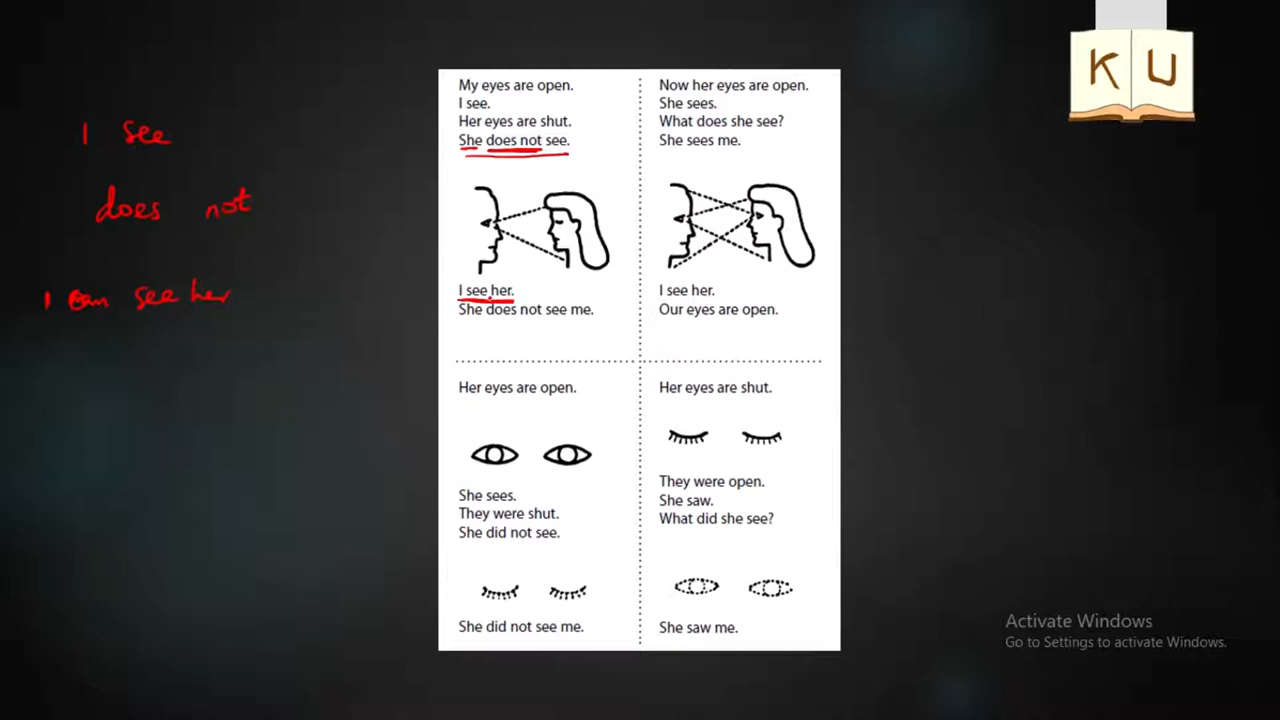 I see
does not
I can see her
My eyes are open.
I see.
Her eyes are shut.
She does not see.
I see her.
She does not see me.
Now her eyes are open.
She sees.
What does she see?
She sees me.
I see her.
Our eyes are open.
Her eyes are open.
She sees.
They were shut.
She did not see.
She did not see me.
Her eyes are shut.
They were open.
She saw.
What did she see?
She saw me.
KU
Activate Windows
Go to Settings to activate Windows.